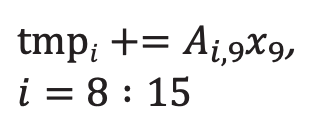 tmpᵢ += Aᵢ,₉x₉,
i = 8 : 15